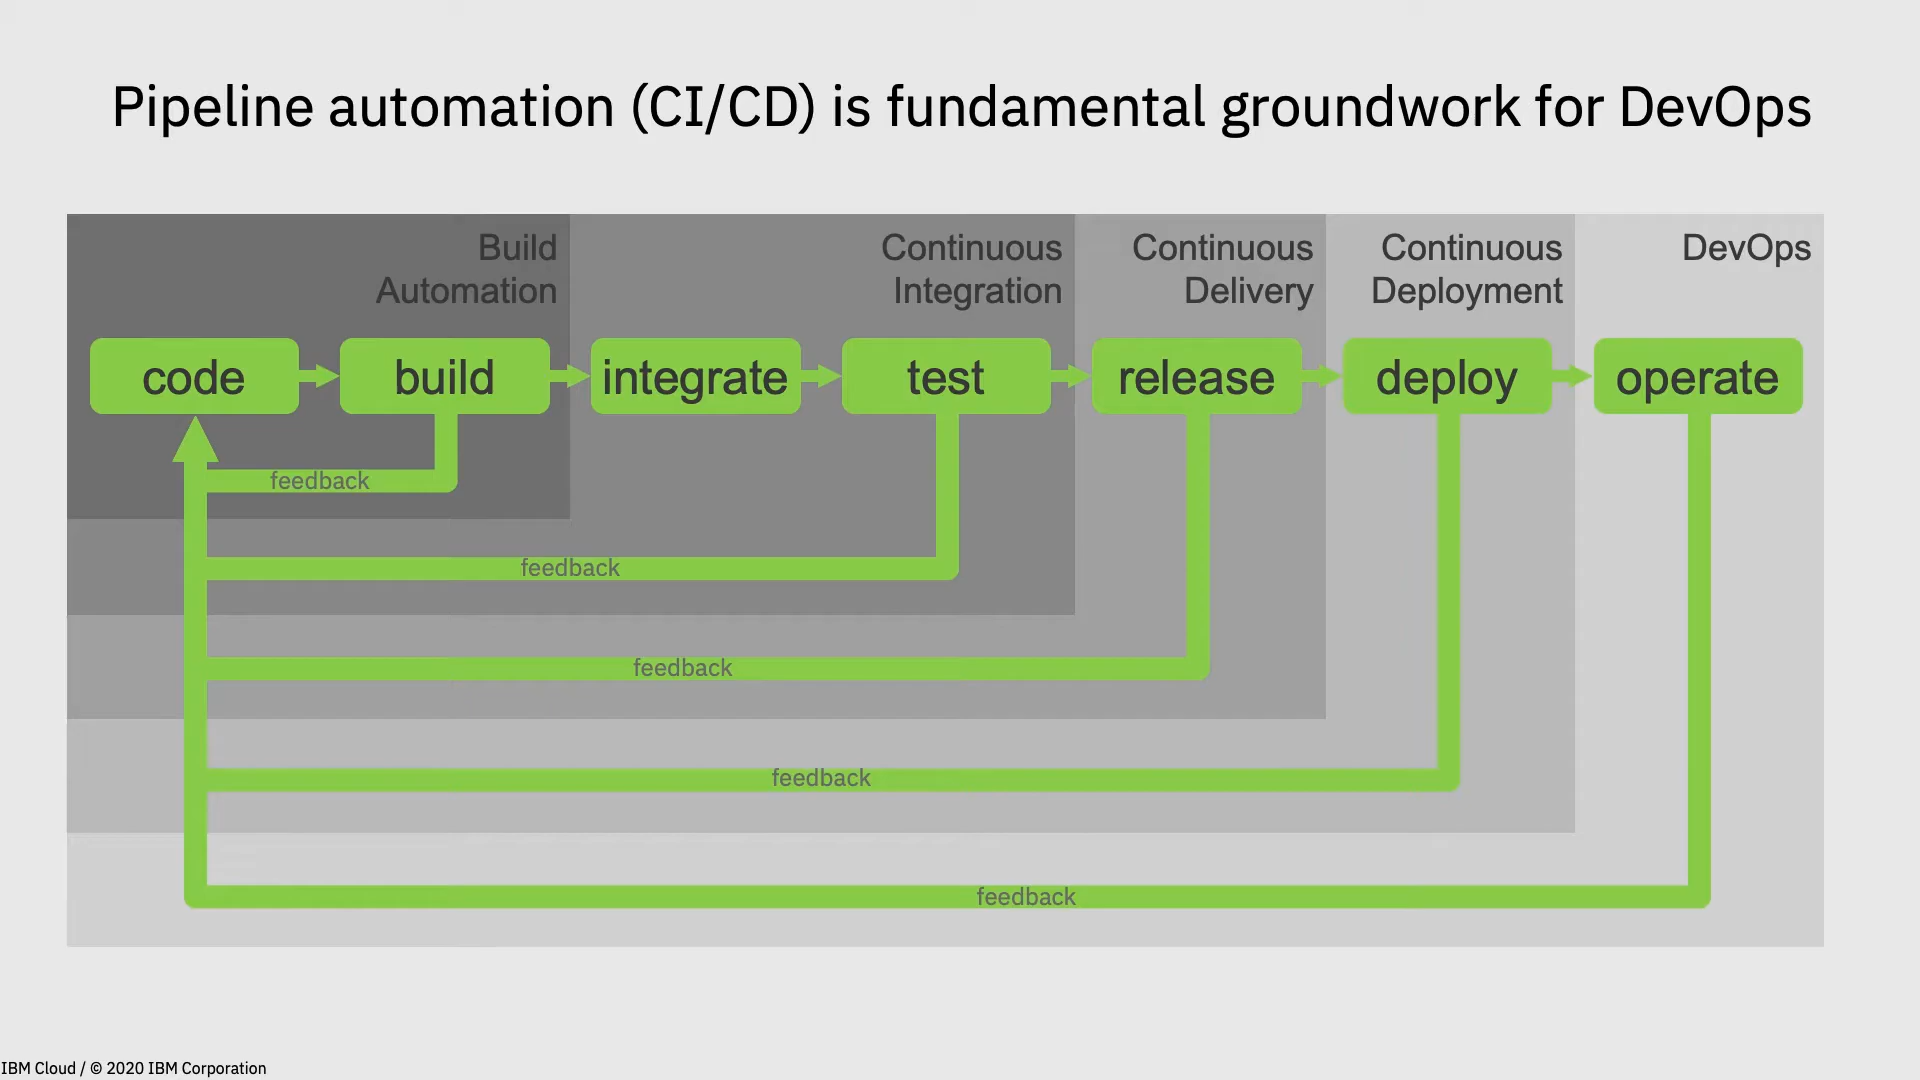 Pipeline automation (CI/CD) is fundamental groundwork for DevOps
Build
Automation
Continuous
Integration
Continuous
Delivery
Continuous
Deployment
DevOps
code
build
integrate
test
release
deploy
operate
feedback
feedback
feedback
feedback
feedback
IBM Cloud / © 2020 IBM Corporation